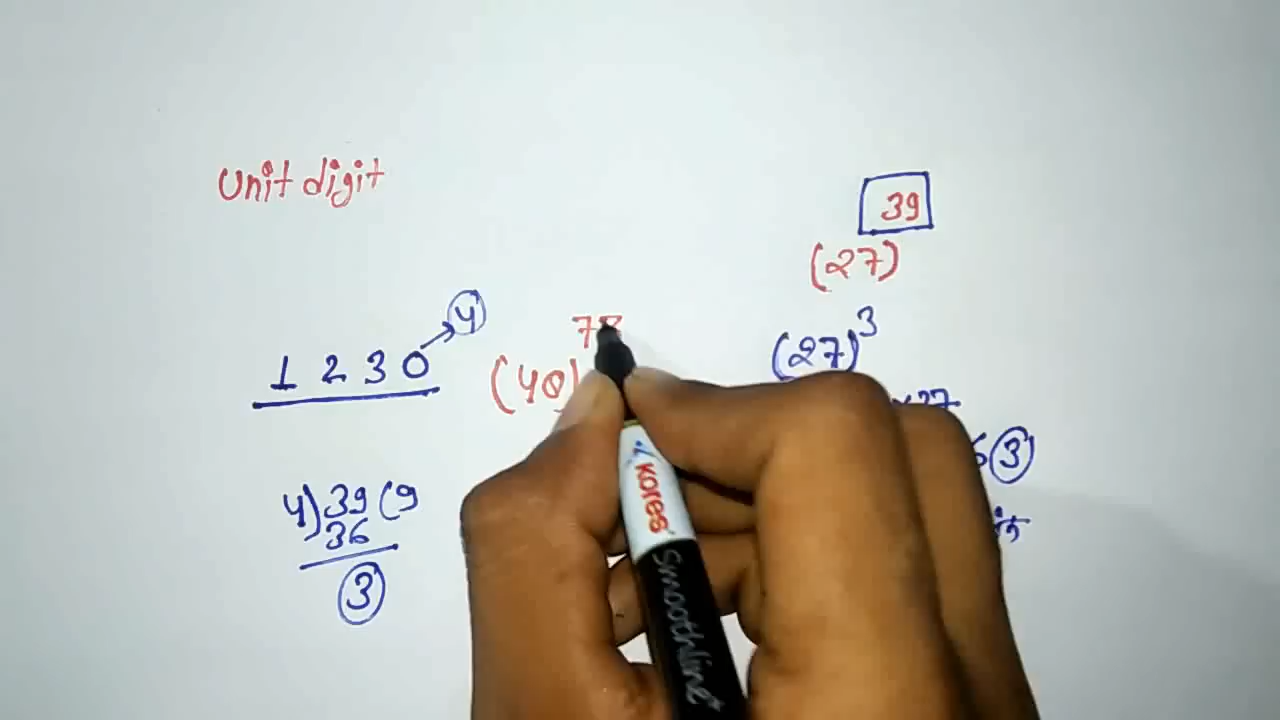 Unit digit
39
(27)
1 2 3 0 → 4
(40)
(27)³
4) 39 (9
36
3
3
Kores
Smoothline